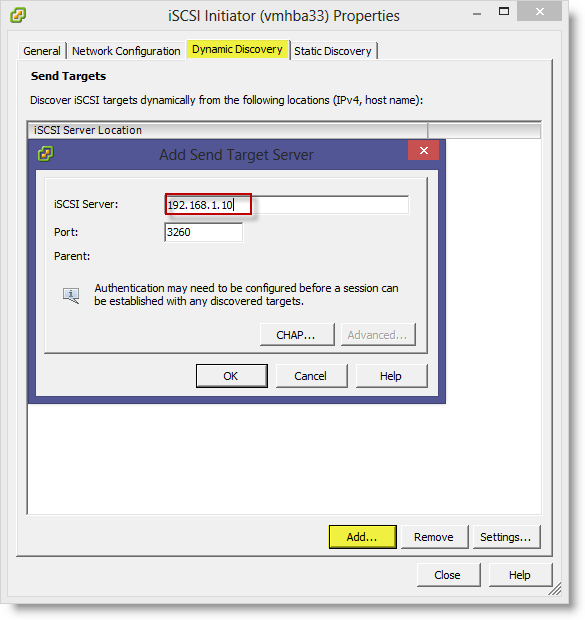 iSCSI Initiator (vmhba33) Properties
General Network Configuration Dynamic Discovery Static Discovery
Send Targets
Discover iSCSI targets dynamically from the following locations (IPv4, host name):
iSCSI Server Location
Add Send Target Server
iSCSI Server: 192.168.1.10
Port: 3260
Parent:
Authentication may need to be configured before a session can
be established with any discovered targets.
CHAP... Advanced...
OK Cancel Help
Add... Remove Settings...
Close Help